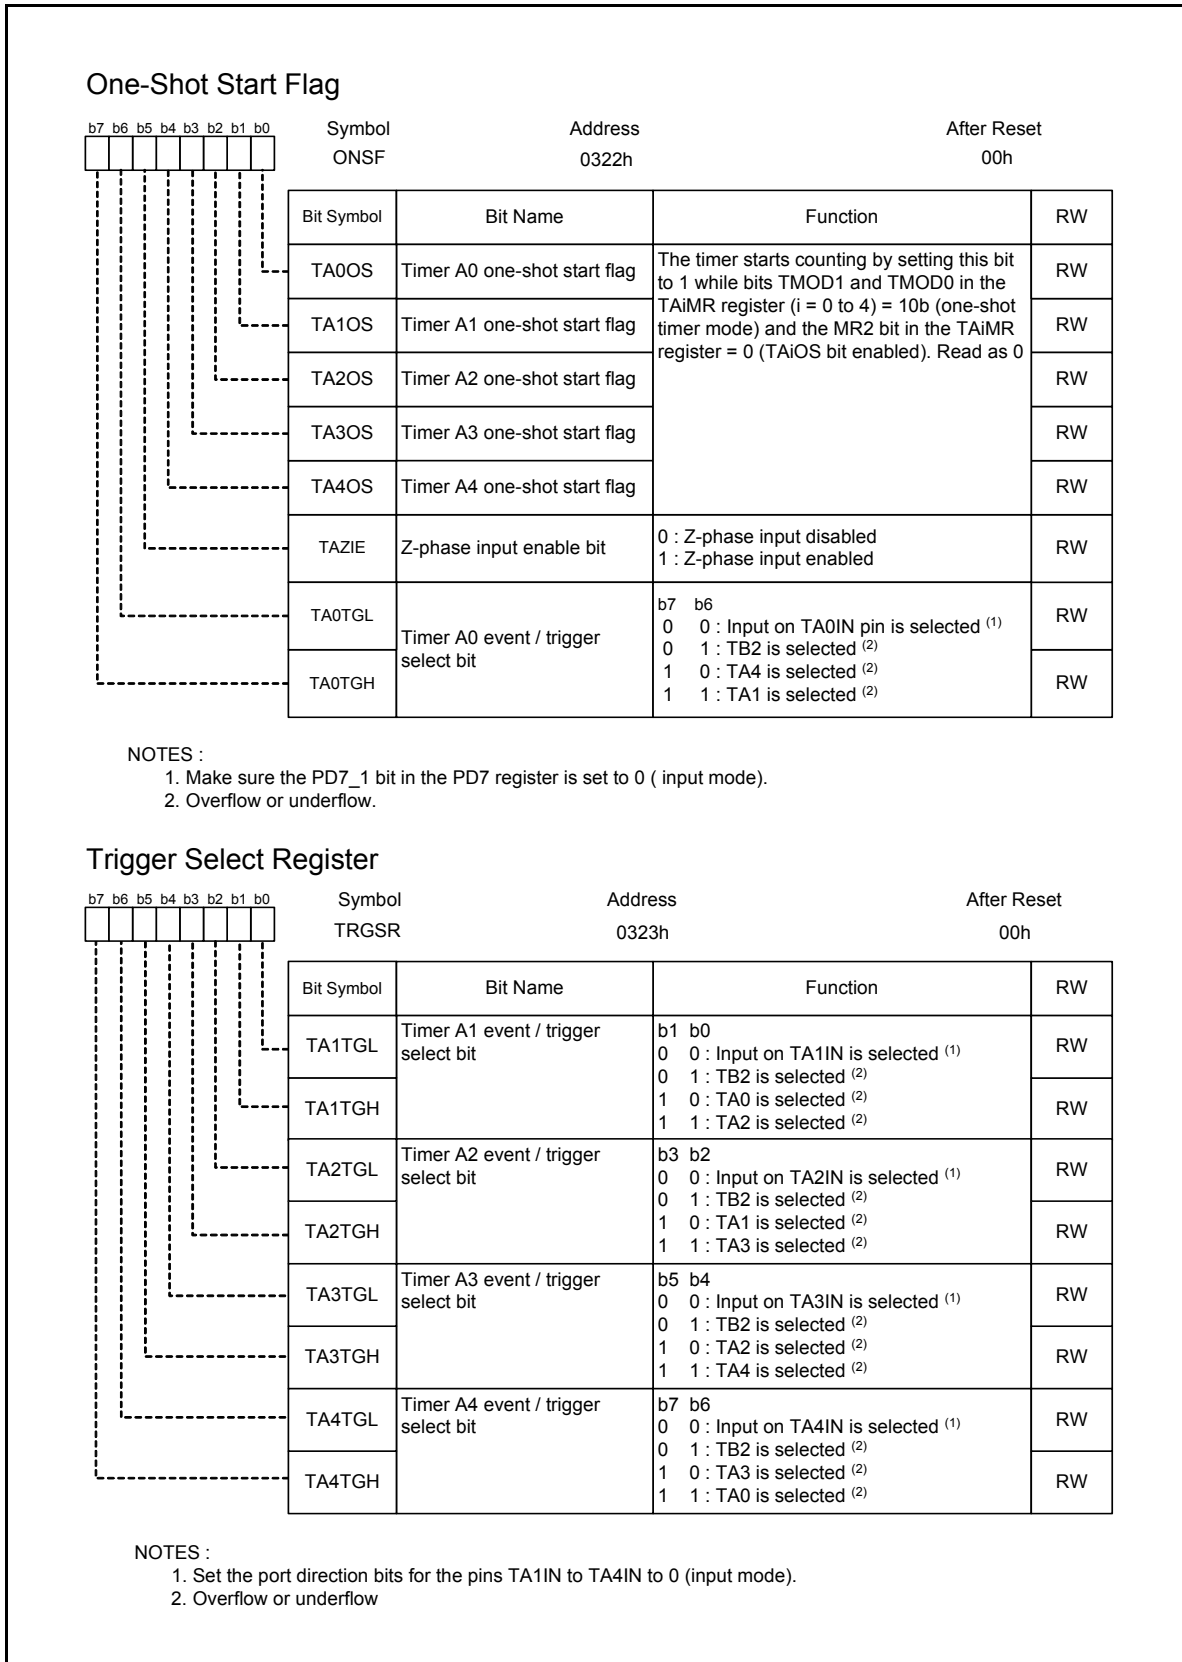 One-Shot Start Flag
b7 b6 b5 b4 b3 b2 b1 b0
Symbol Address After Reset
ONSF 0322h 00h
Bit Symbol Bit Name Function RW
TA0OS Timer A0 one-shot start flag RW
The timer starts counting by setting this bit
to 1 while bits TMOD1 and TMOD0 in the
TAiMR register (i = 0 to 4) = 10b (one-shot
timer mode) and the MR2 bit in the TAiMR
register = 0 (TAiOS bit enabled). Read as 0
TA1OS Timer A1 one-shot start flag RW
TA2OS Timer A2 one-shot start flag RW
TA3OS Timer A3 one-shot start flag RW
TA4OS Timer A4 one-shot start flag RW
TAZIE Z-phase input enable bit RW
0 : Z-phase input disabled
1 : Z-phase input enabled
TA0TGL RW
TA0TGH RW
Timer A0 event / trigger
select bit
b7 b6
0 0 : Input on TA0IN pin is selected (1)
0 1 : TB2 is selected (2)
1 0 : TA4 is selected (2)
1 1 : TA1 is selected (2)
NOTES :
1. Make sure the PD7_1 bit in the PD7 register is set to 0 ( input mode).
2. Overflow or underflow.
Trigger Select Register
b7 b6 b5 b4 b3 b2 b1 b0
Symbol Address After Reset
TRGSR 0323h 00h
Bit Symbol Bit Name Function RW
TA1TGL RW
TA1TGH RW
Timer A1 event / trigger
select bit
b1 b0
0 0 : Input on TA1IN is selected (1)
0 1 : TB2 is selected (2)
1 0 : TA0 is selected (2)
1 1 : TA2 is selected (2)
TA2TGL RW
TA2TGH RW
Timer A2 event / trigger
select bit
b3 b2
0 0 : Input on TA2IN is selected (1)
0 1 : TB2 is selected (2)
1 0 : TA1 is selected (2)
1 1 : TA3 is selected (2)
TA3TGL RW
TA3TGH RW
Timer A3 event / trigger
select bit
b5 b4
0 0 : Input on TA3IN is selected (1)
0 1 : TB2 is selected (2)
1 0 : TA2 is selected (2)
1 1 : TA4 is selected (2)
TA4TGL RW
TA4TGH RW
Timer A4 event / trigger
select bit
b7 b6
0 0 : Input on TA4IN is selected (1)
0 1 : TB2 is selected (2)
1 0 : TA3 is selected (2)
1 1 : TA0 is selected (2)
NOTES :
1. Set the port direction bits for the pins TA1IN to TA4IN to 0 (input mode).
2. Overflow or underflow